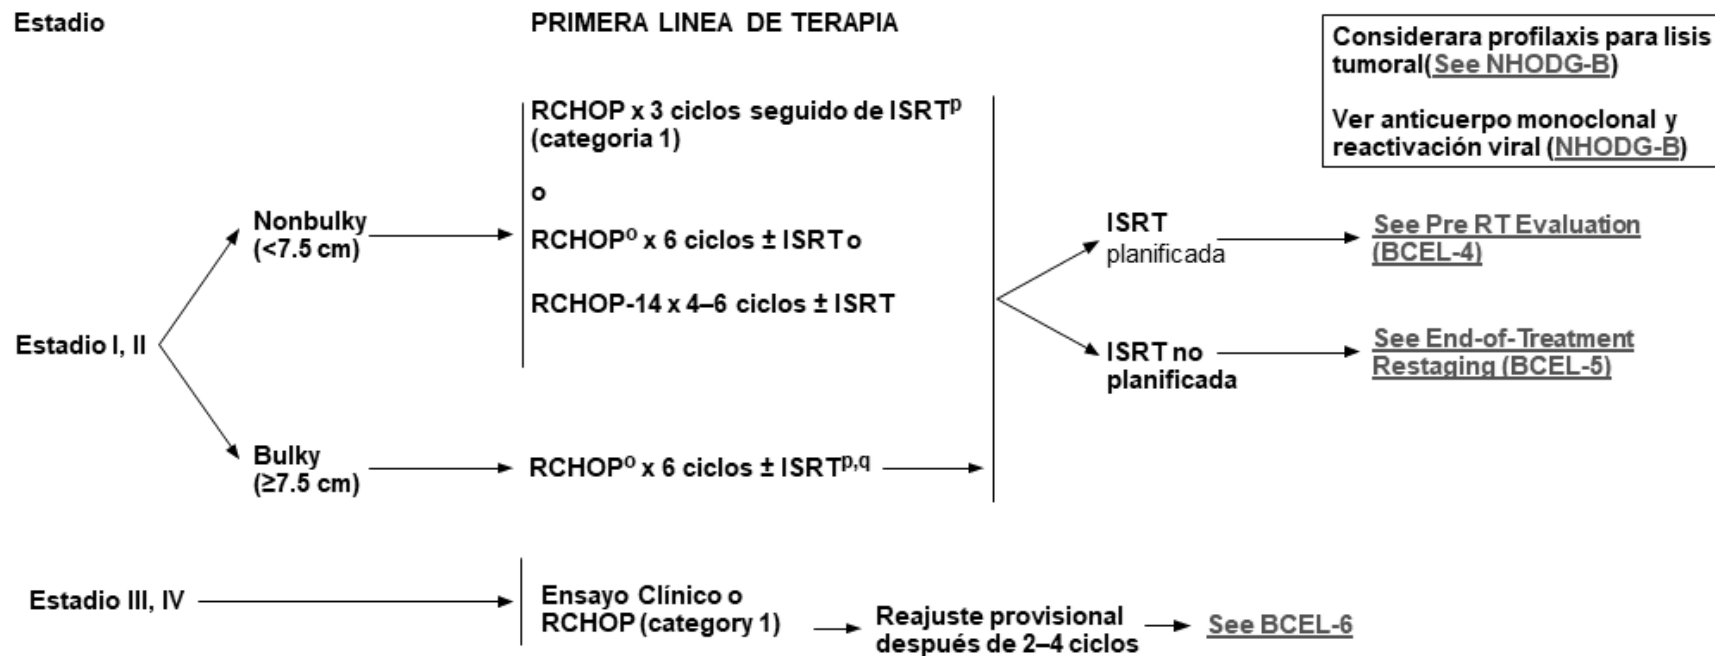 Estadio
PRIMERA LINEA DE TERAPIA
Considerara profilaxis para lisis
tumoral(See NHODG-B)
Ver anticuerpo monoclonal y
reactivación viral (NHODG-B)
RCHOP x 3 ciclos seguido de ISRTᵖ
(categoria 1)
o
RCHOPᵒ x 6 ciclos ± ISRT o
RCHOP-14 x 4–6 ciclos ± ISRT
Nonbulky
(<7.5 cm)
ISRT
planificada
See Pre RT Evaluation
(BCEL-4)
Estadio I, II
ISRT no
planificada
See End-of-Treatment
Restaging (BCEL-5)
Bulky
(≥7.5 cm)
RCHOPᵒ x 6 ciclos ± ISRTᵖ,q
Estadio III, IV
Ensayo Clínico o
RCHOP (category 1)
Reajuste provisional
después de 2–4 ciclos
See BCEL-6